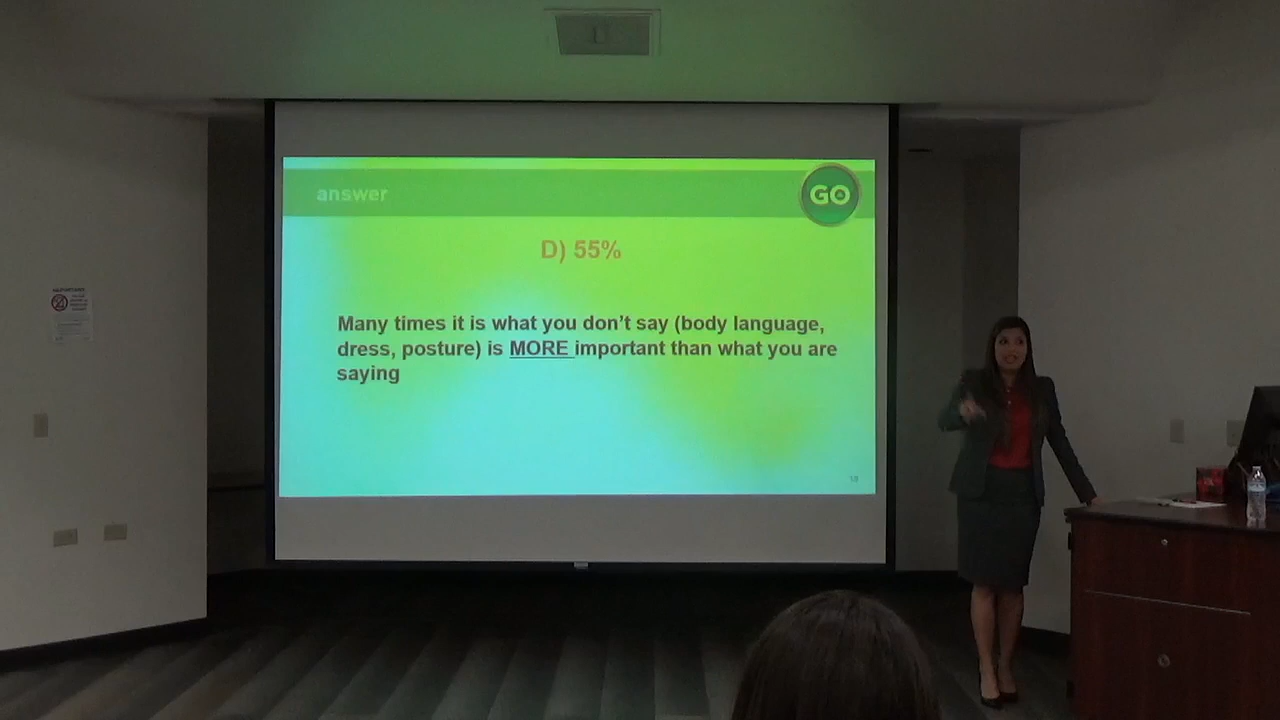 answer
GO
D) 55%
Many times it is what you don't say (body language,
dress, posture) is MORE important than what you are
saying